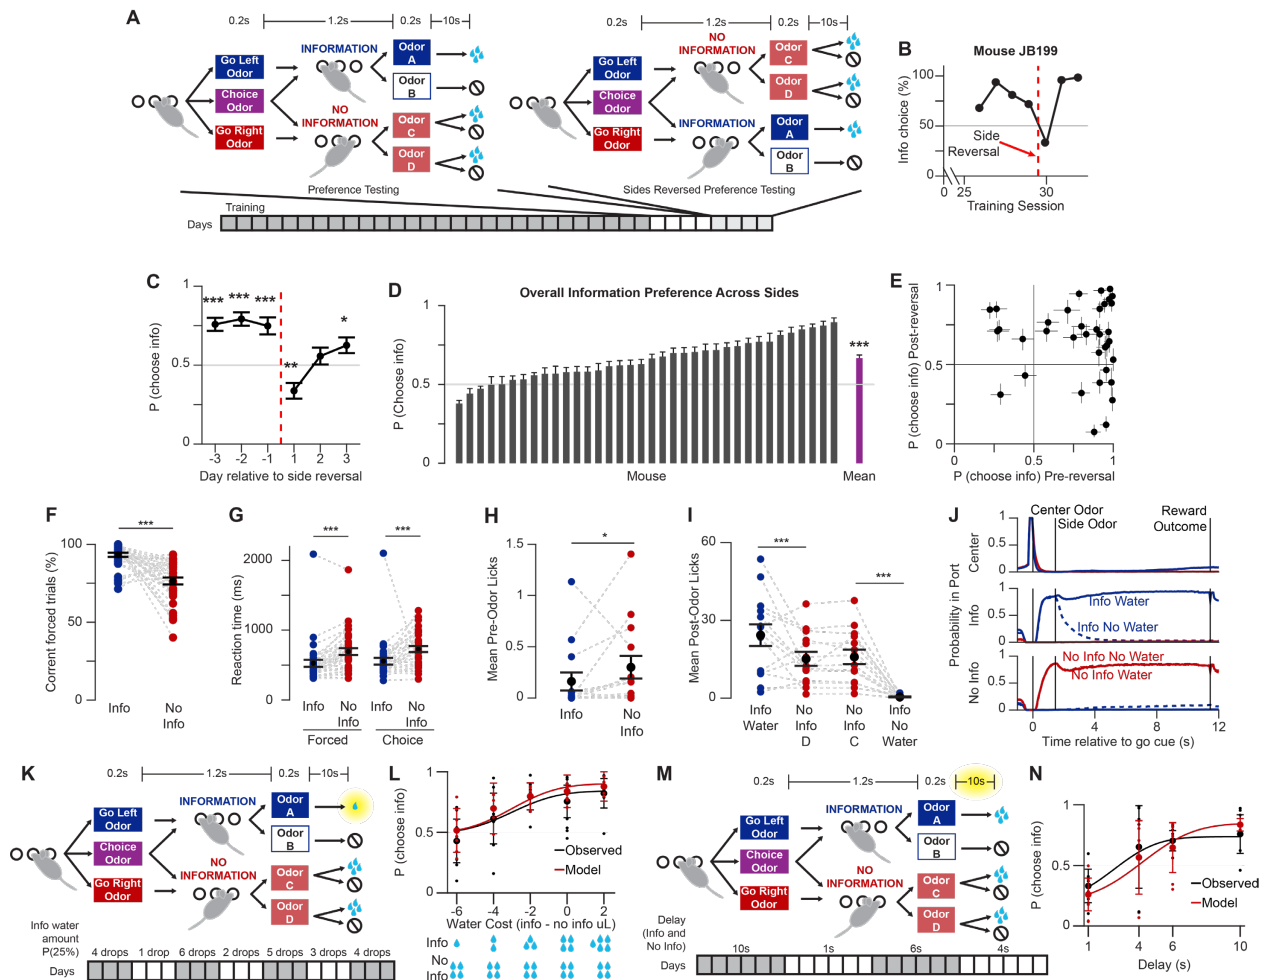 A
0.2s
1.2s
0.2s
10s
INFORMATION
Odor
A
Go Left
Odor
Odor
B
Choice
Odor
NO
INFORMATION
Odor
C
Go Right
Odor
Odor
D
Preference Testing
0.2s
1.2s
0.2s
10s
NO
INFORMATION
Odor
C
Go Left
Odor
Odor
D
Choice
Odor
INFORMATION
Odor
A
Go Right
Odor
Odor
B
Sides Reversed Preference Testing
Training
Days
B
Mouse JB199
Info choice (%)
100
50
0
Side
Reversal
0 25 30
Training Session
C
P (choose info)
1
0.5
0
*** *** *** ** *
-3 -2 -1 1 2 3
Day relative to side reversal
D
Overall Information Preference Across Sides
P (Choose info)
1
0.5
0
***
Mouse
Mean
E
P (choose info) Post-reversal
1
0.5
0
0 0.5 1
P (choose info) Pre-reversal
F
Current forced trials (%)
100
50
0
***
Info
No
Info
G
Reaction time (ms)
2000
1000
0
*** ***
Info No Info Info No Info
Forced Choice
H
Mean Pre-Odor Licks
1.5
1
0.5
0
*
Info
No
Info
I
Mean Post-Odor Licks
60
30
0
*** ***
Info Water
No Info D
No Info C
Info No Water
J
Center Odor
Side Odor
Reward
Outcome
Probability in Port
Center
1
0.5
0
Info
1
0.5
0
Info Water
Info No Water
No Info
1
0.5
0
No Info No Water
No Info Water
0 4 8 12
Time relative to go cue (s)
K
0.2s
1.2s
0.2s
10s
INFORMATION
Odor
A
Go Left
Odor
Odor
B
Choice
Odor
NO
INFORMATION
Odor
C
Go Right
Odor
Odor
D
Info water
amount
P(25%)
4 drops 1 drop 6 drops 2 drops 5 drops 3 drops 4 drops
Days
L
P (choose info)
1
0.5
0
Observed
Model
-6 -4 -2 0 2
Water Cost (info - no info uL)
Info
No
Info
M
0.2s
1.2s
0.2s
10s
INFORMATION
Odor
A
Go Left
Odor
Odor
B
Choice
Odor
NO
INFORMATION
Odor
C
Go Right
Odor
Odor
D
Delay
(Info and
No Info)
10s 1s 6s 4s
Days
N
P (choose info)
1
0.5
0
Observed
Model
1 4 6 10
Delay (s)